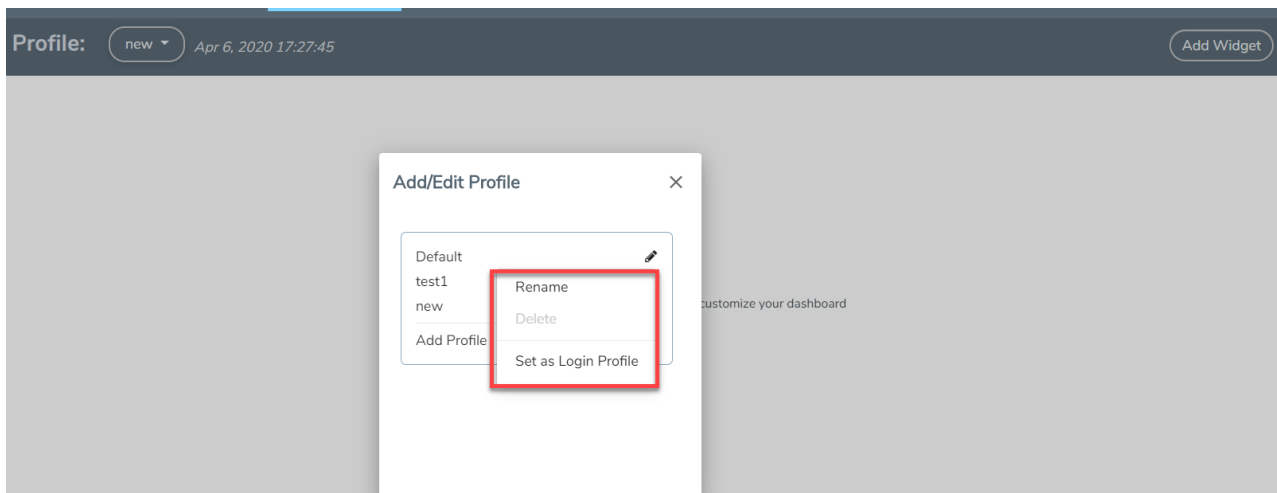 Profile: new Apr 6, 2020 17:27:45 Add Widget
Add/Edit Profile
Default
test1
new
Add Profile
Rename
Delete
Set as Login Profile
customize your dashboard